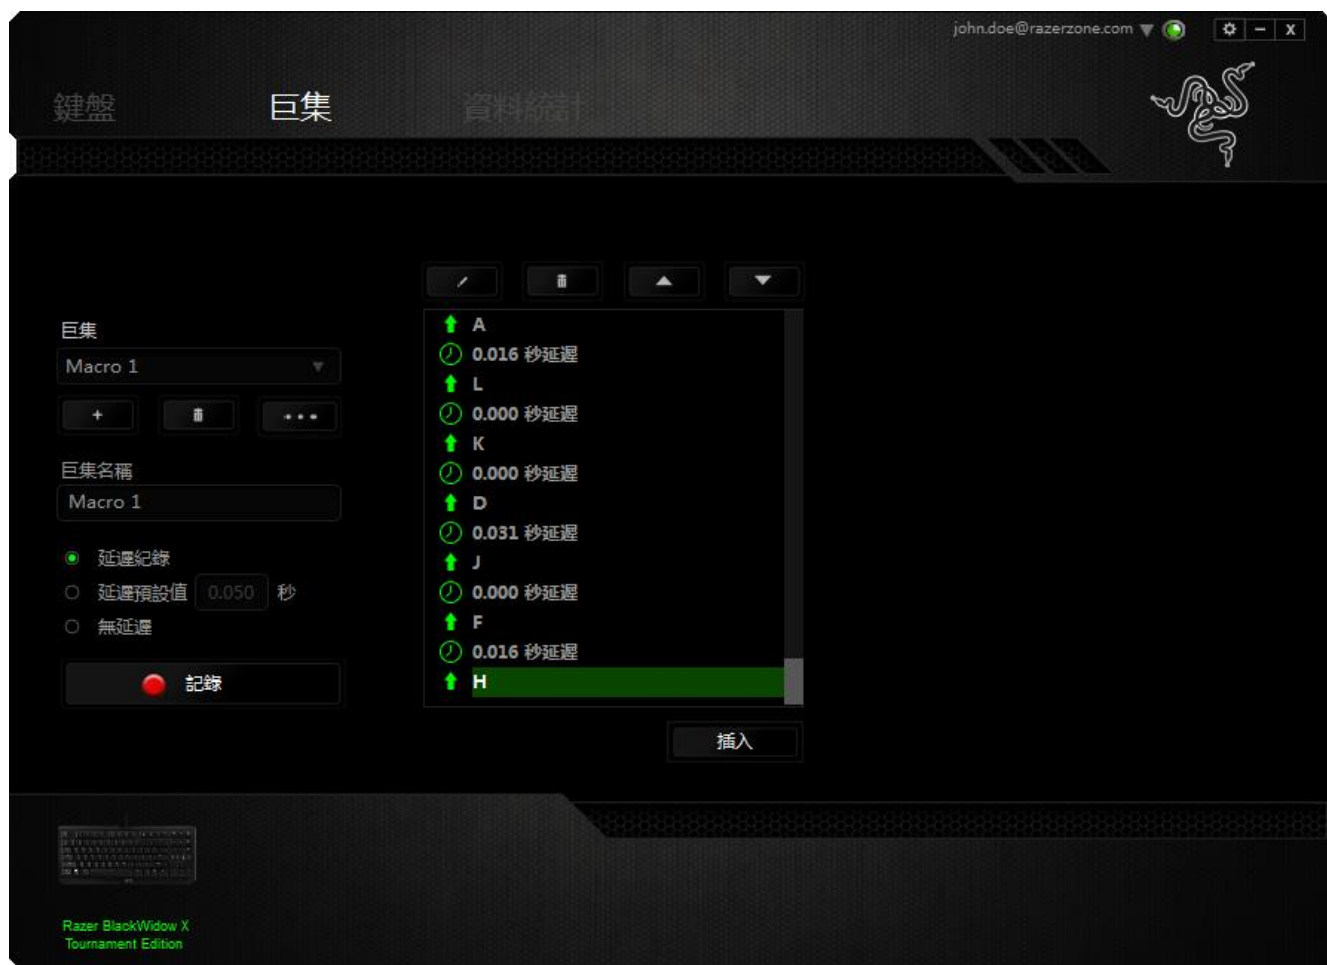 john.doe@razerzone.com
鍵盤 巨集 資料統計
巨集
Macro 1
巨集名稱
Macro 1
延遲紀錄
延遲預設值 0.050 秒
無延遲
記錄
A
0.016 秒延遲
L
0.000 秒延遲
K
0.000 秒延遲
D
0.031 秒延遲
J
0.000 秒延遲
F
0.016 秒延遲
H
插入
Razer BlackWidow X
Tournament Edition